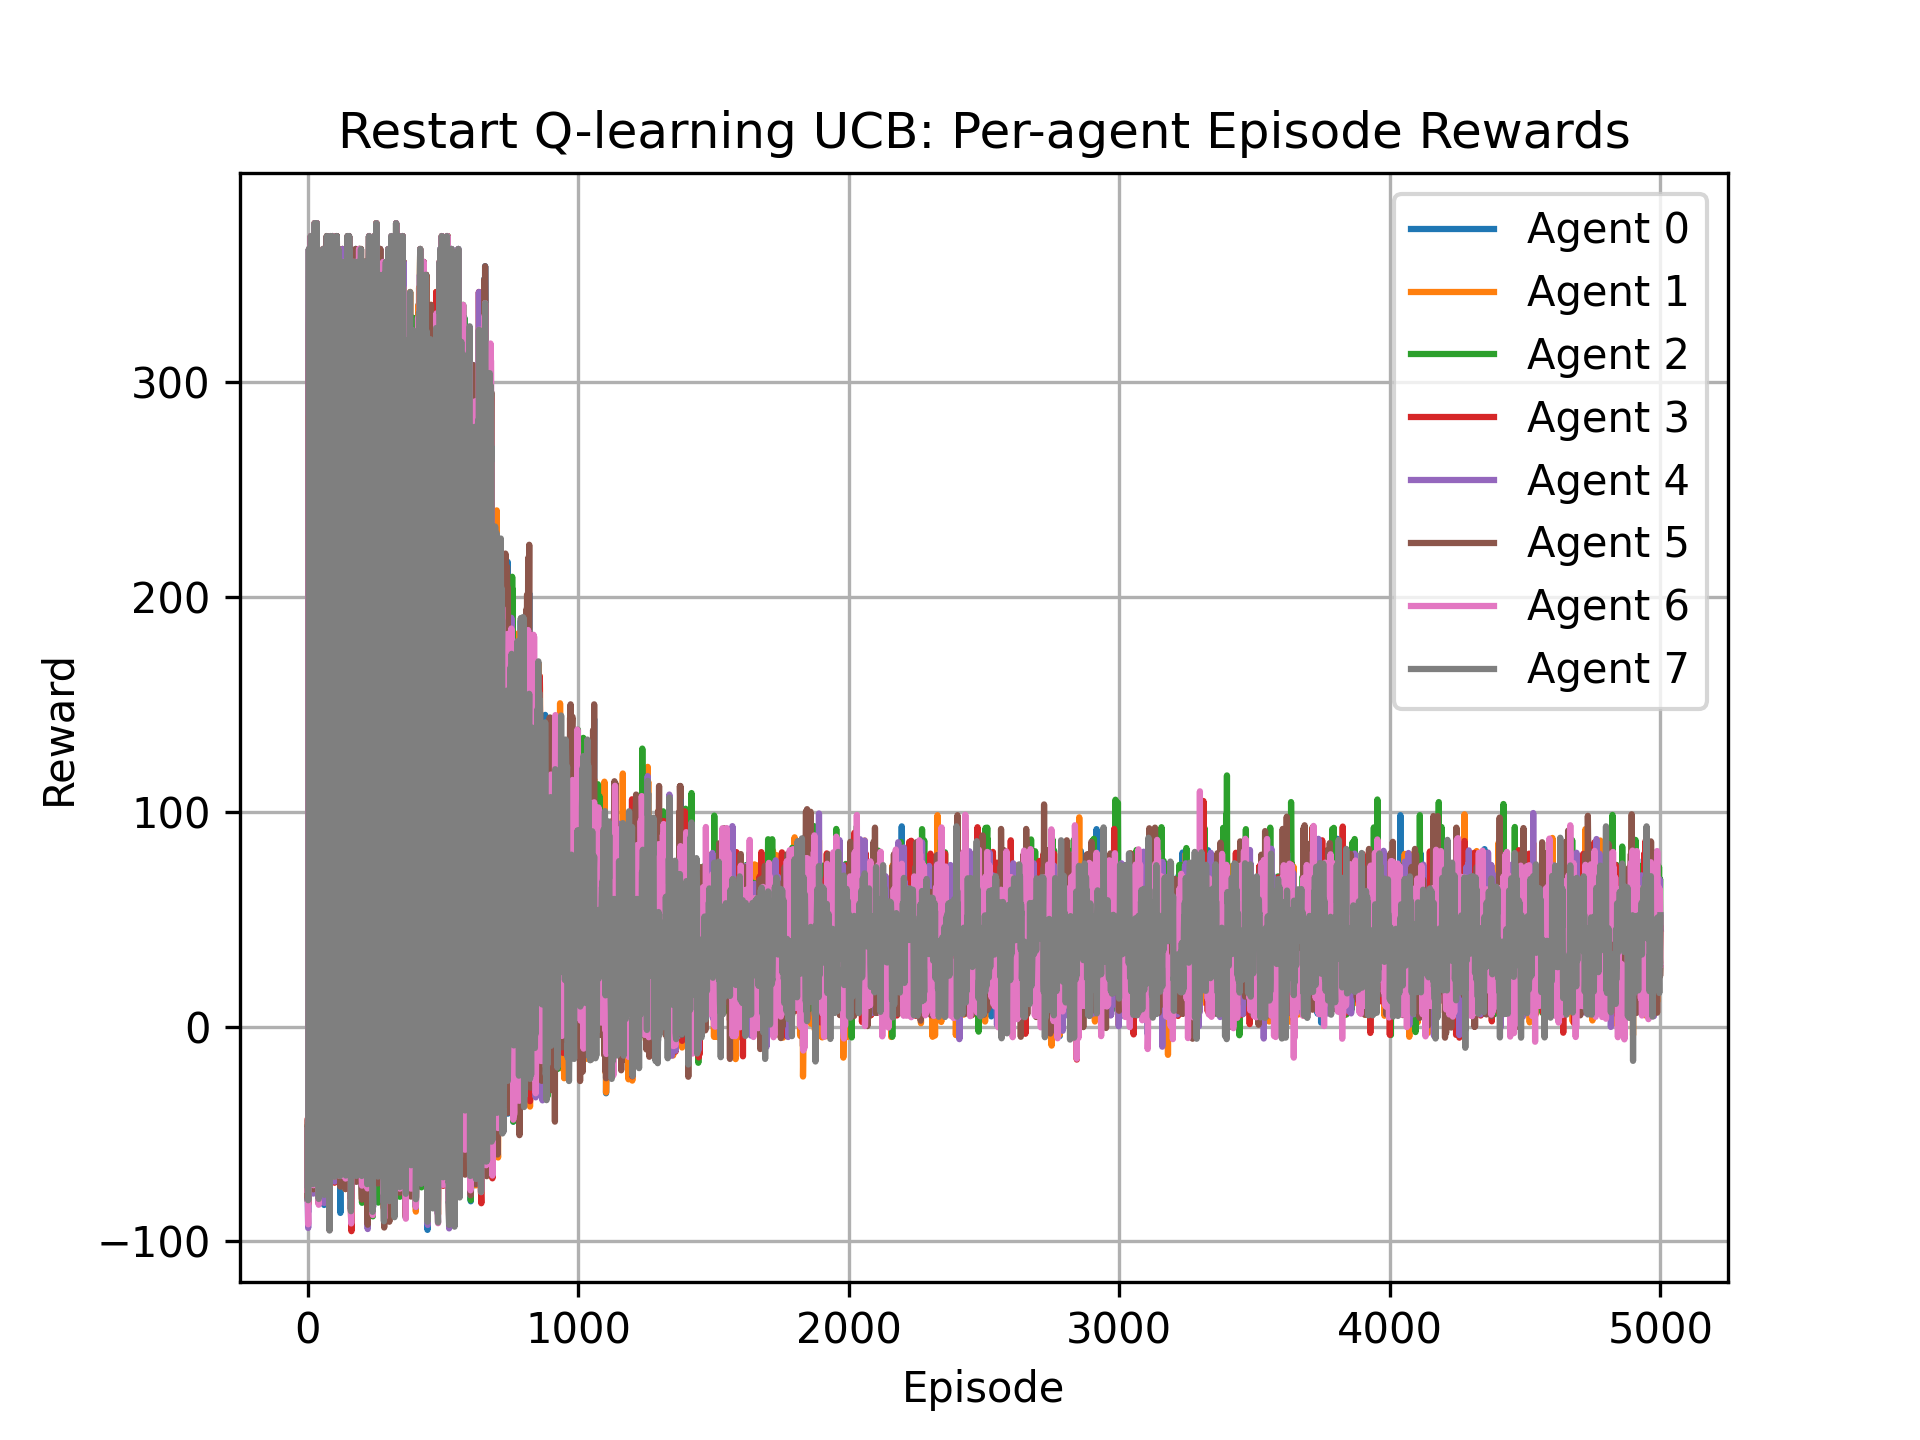 Restart Q-learning UCB: Per-agent Episode Rewards
Agent 0
Agent 1
Agent 2
Agent 3
Agent 4
Agent 5
Agent 6
Agent 7
300
200
100
0
−100
Reward
0 1000 2000 3000 4000 5000
Episode